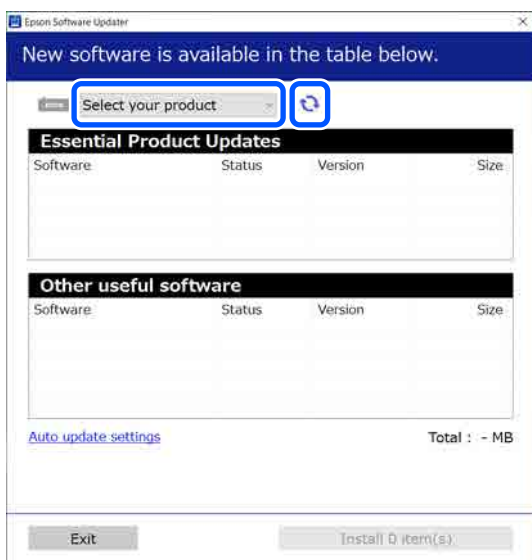 Epson Software Updater
New software is available in the table below.
Select your product
Essential Product Updates
Software Status Version Size
Other useful software
Software Status Version Size
Auto update settings Total : - MB
Exit Install 0 item(s)